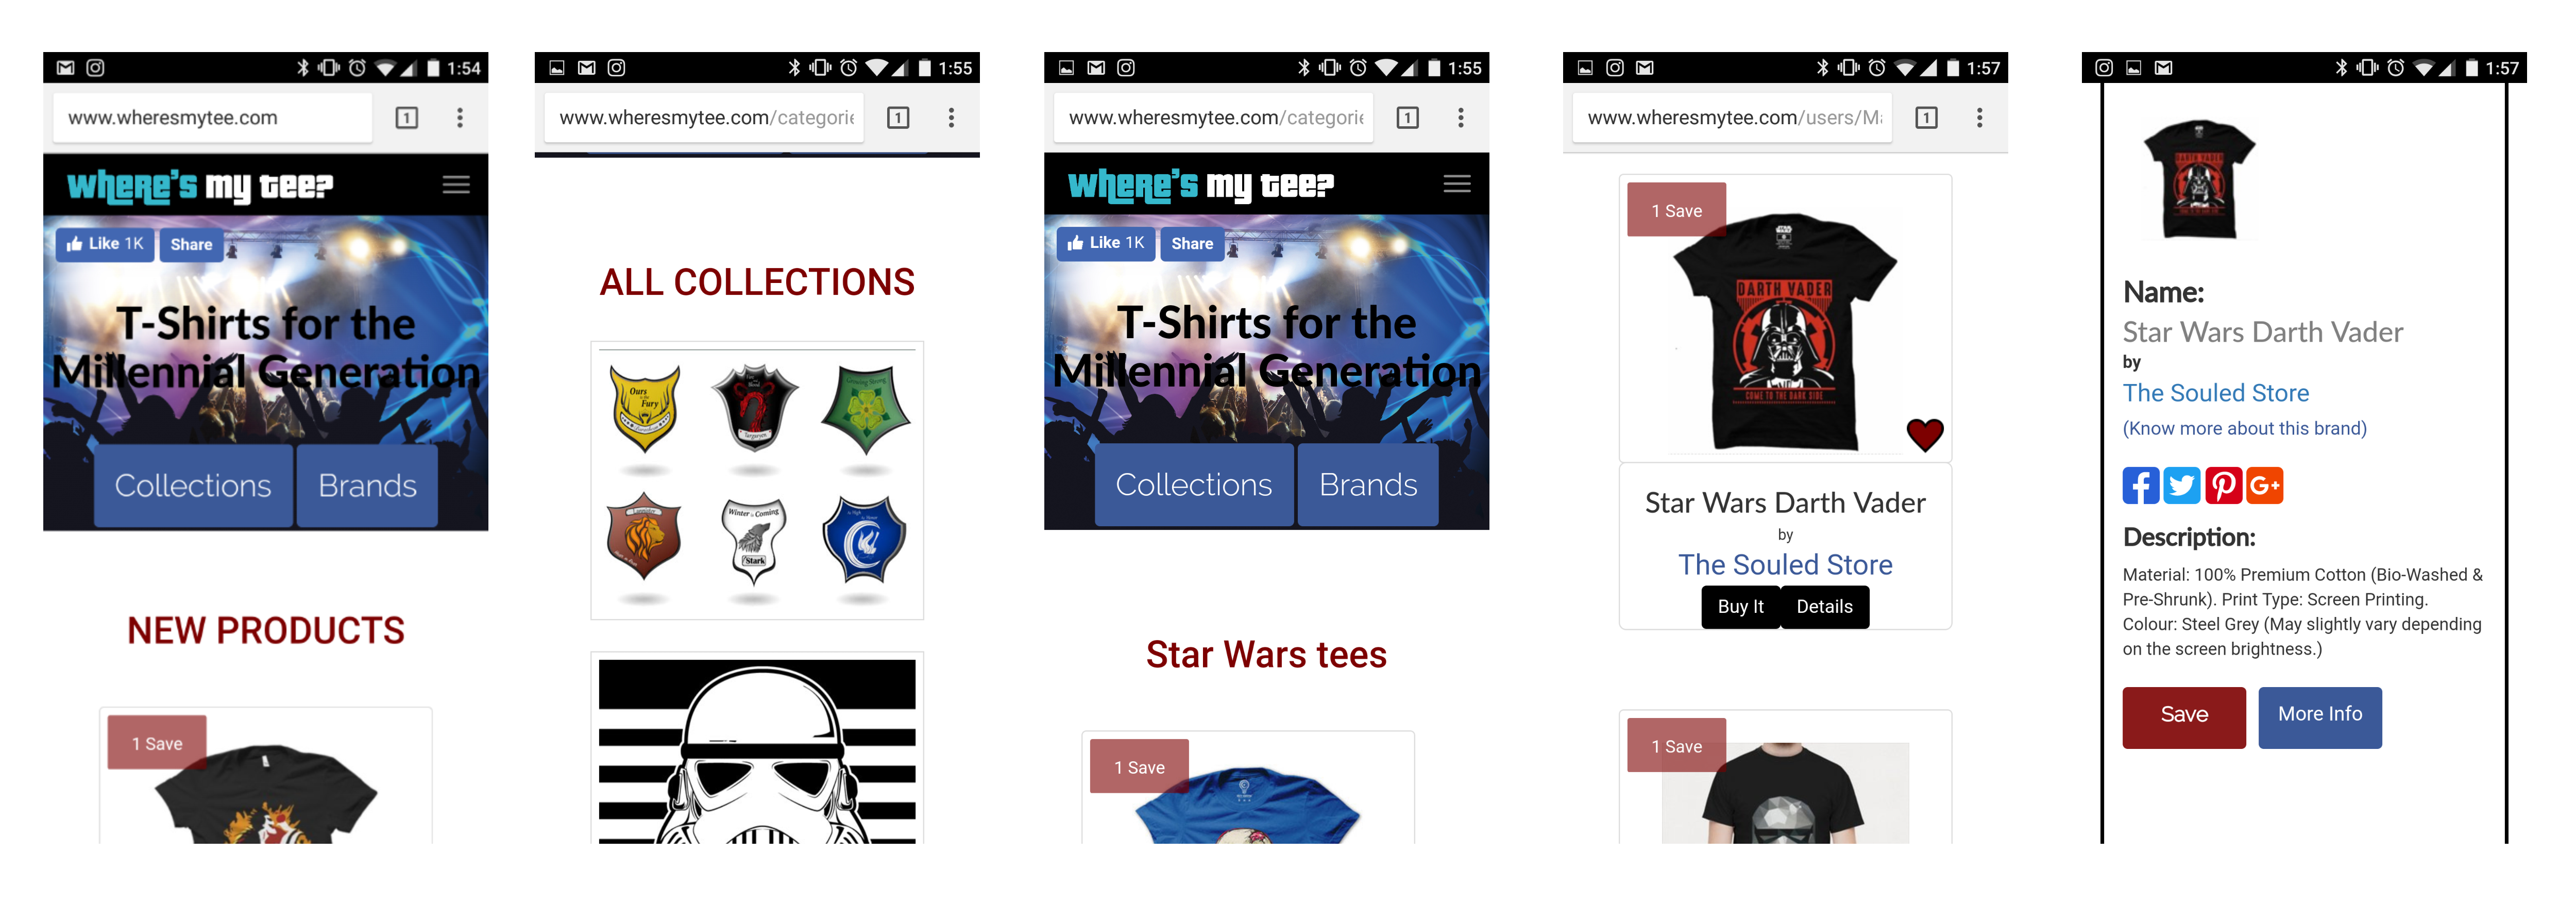 1:54
www.wheresmytee.com
1
WHERE'S my tee?
Like 1K
Share
T-Shirts for the
Millennial Generation
Collections
Brands
NEW PRODUCTS
1 Save
1:55
www.wheresmytee.com/categorie
1
ALL COLLECTIONS
Ours
is the
Fury
Targaryen
Growing Strong
Lannister
Winter is Coming
Stark
1:55
www.wheresmytee.com/categorie
1
WHERE'S my tee?
Like 1K
Share
T-Shirts for the
Millennial Generation
Collections
Brands
Star Wars tees
1 Save
1:57
www.wheresmytee.com/users/Ma
1
1 Save
STAR WARS
DARTH VADER
COME TO THE DARK SIDE
Star Wars Darth Vader
by
The Souled Store
Buy It
Details
1 Save
1:57
DARTH VADER
Name:
Star Wars Darth Vader
by
The Souled Store
(Know more about this brand)
Description:
Material: 100% Premium Cotton (Bio-Washed &
Pre-Shrunk). Print Type: Screen Printing.
Colour: Steel Grey (May slightly vary depending
on the screen brightness.)
Save
More Info